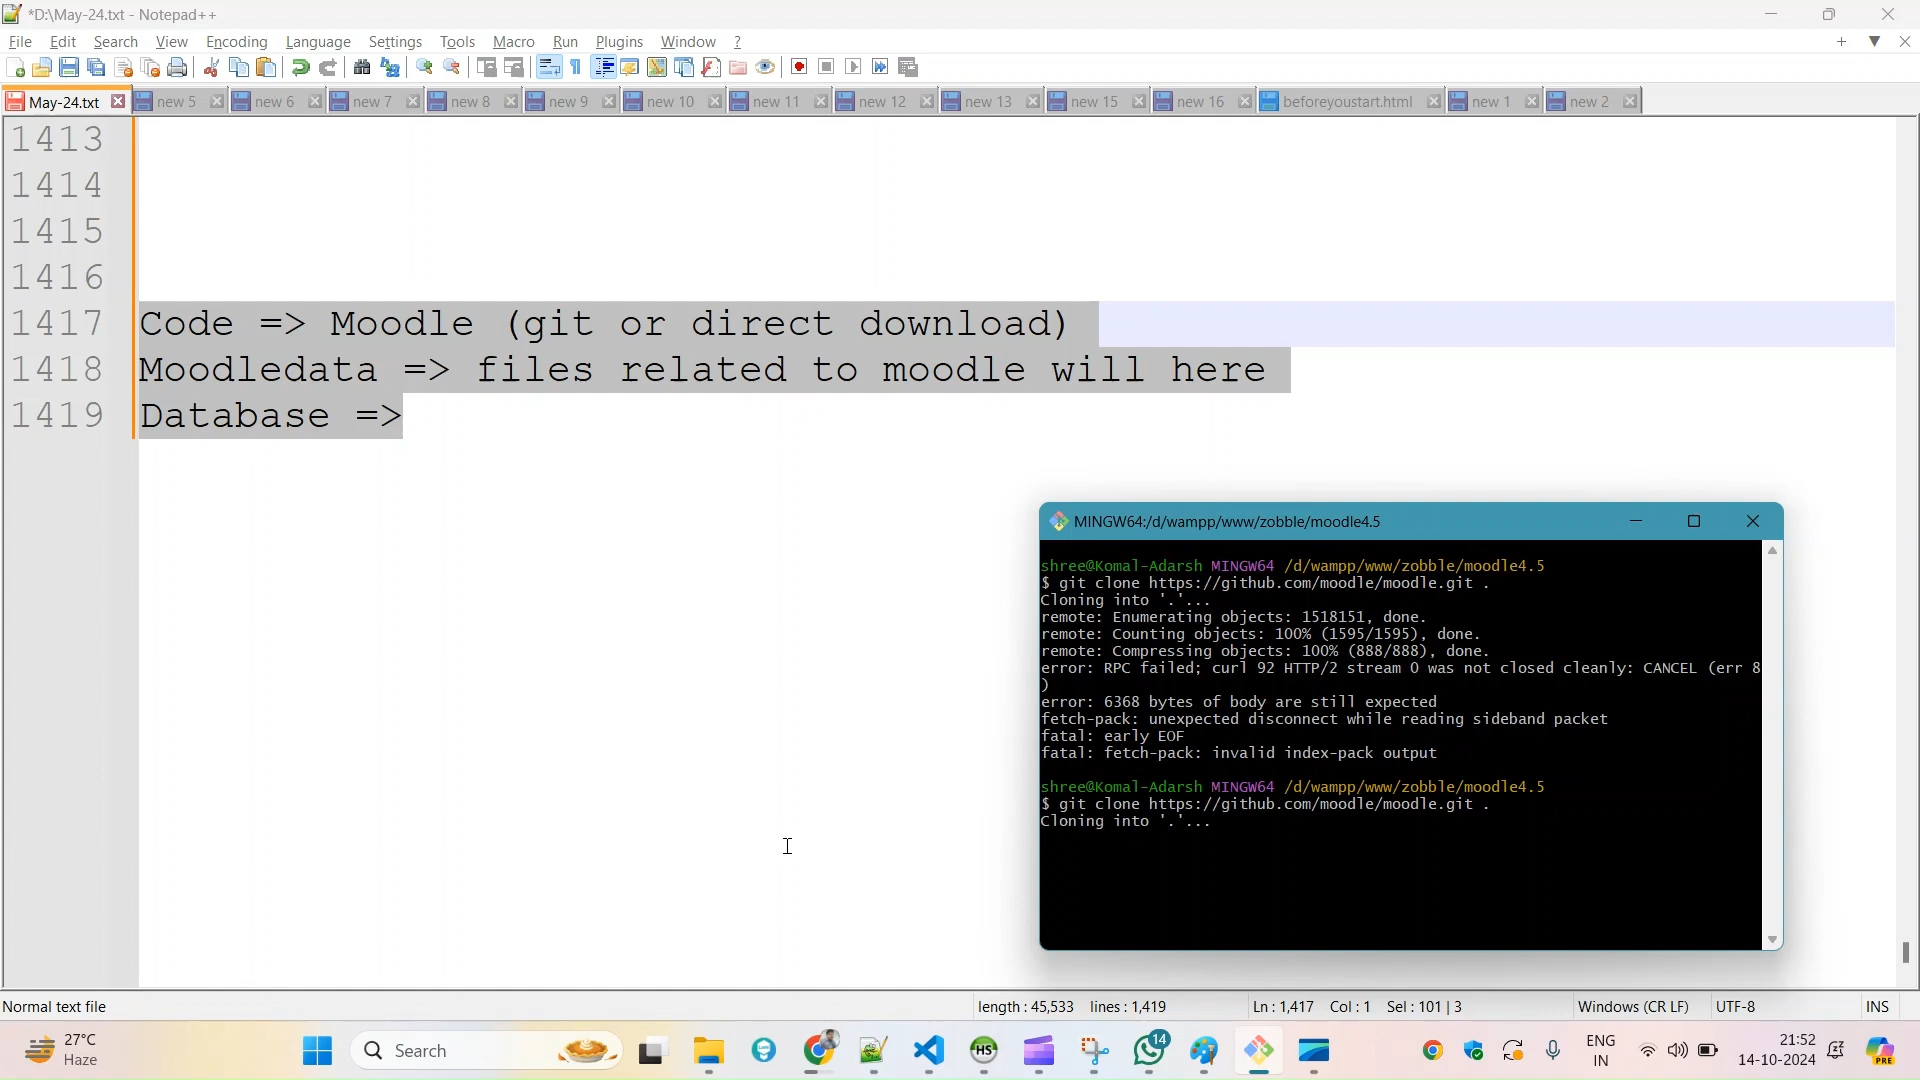 *D:\May-24.txt - Notepad++
File Edit Search View Encoding Language Settings Tools Macro Run Plugins Window ?
May-24.txt new 5 new 6 new 7 new 8 new 9 new 10 new 11 new 12 new 13 new 15 new 16 beforeyoustart.html new 1 new 2
1413
1414
1415
1416
1417 Code => Moodle (git or direct download)
1418 Moodledata => files related to moodle will here
1419 Database =>
MINGW64:/d/wampp/www/zobble/moodle4.5
shree@Komal-Adarsh MINGW64 /d/wampp/www/zobble/moodle4.5
$ git clone https://github.com/moodle/moodle.git .
Cloning into '.'...
remote: Enumerating objects: 1518151, done.
remote: Counting objects: 100% (1595/1595), done.
remote: Compressing objects: 100% (888/888), done.
error: RPC failed; curl 92 HTTP/2 stream 0 was not closed cleanly: CANCEL (err 8
)
error: 6368 bytes of body are still expected
fetch-pack: unexpected disconnect while reading sideband packet
fatal: early EOF
fatal: fetch-pack: invalid index-pack output
shree@Komal-Adarsh MINGW64 /d/wampp/www/zobble/moodle4.5
$ git clone https://github.com/moodle/moodle.git .
Cloning into '.'...
Normal text file length : 45,533 lines : 1,419 Ln : 1,417 Col : 1 Sel : 101 | 3 Windows (CR LF) UTF-8 INS
27°C
Haze
Search
HS
14
ENG
IN
21:52
14-10-2024
PRE